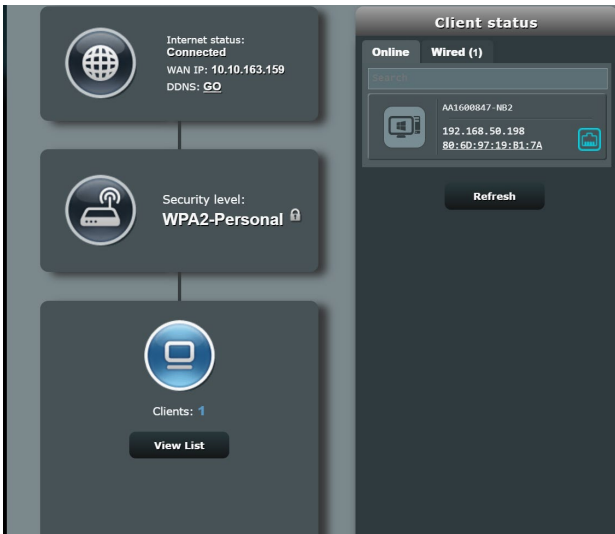 Internet status:
Connected
WAN IP: 10.10.163.159
DDNS: GO
Security level:
WPA2-Personal
Clients: 1
View List
Client status
Online Wired (1)
Search
AA1600847-NB2
192.168.50.198
80:6D:97:19:B1:7A
Refresh